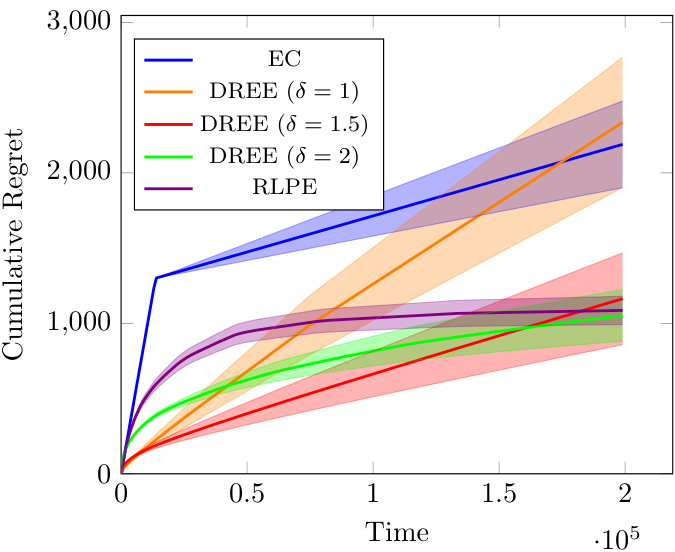 3,000
2,000
1,000
0
Cumulative Regret
EC
DREE (δ = 1)
DREE (δ = 1.5)
DREE (δ = 2)
RLPE
0 0.5 1 1.5 2
Time
·10⁵